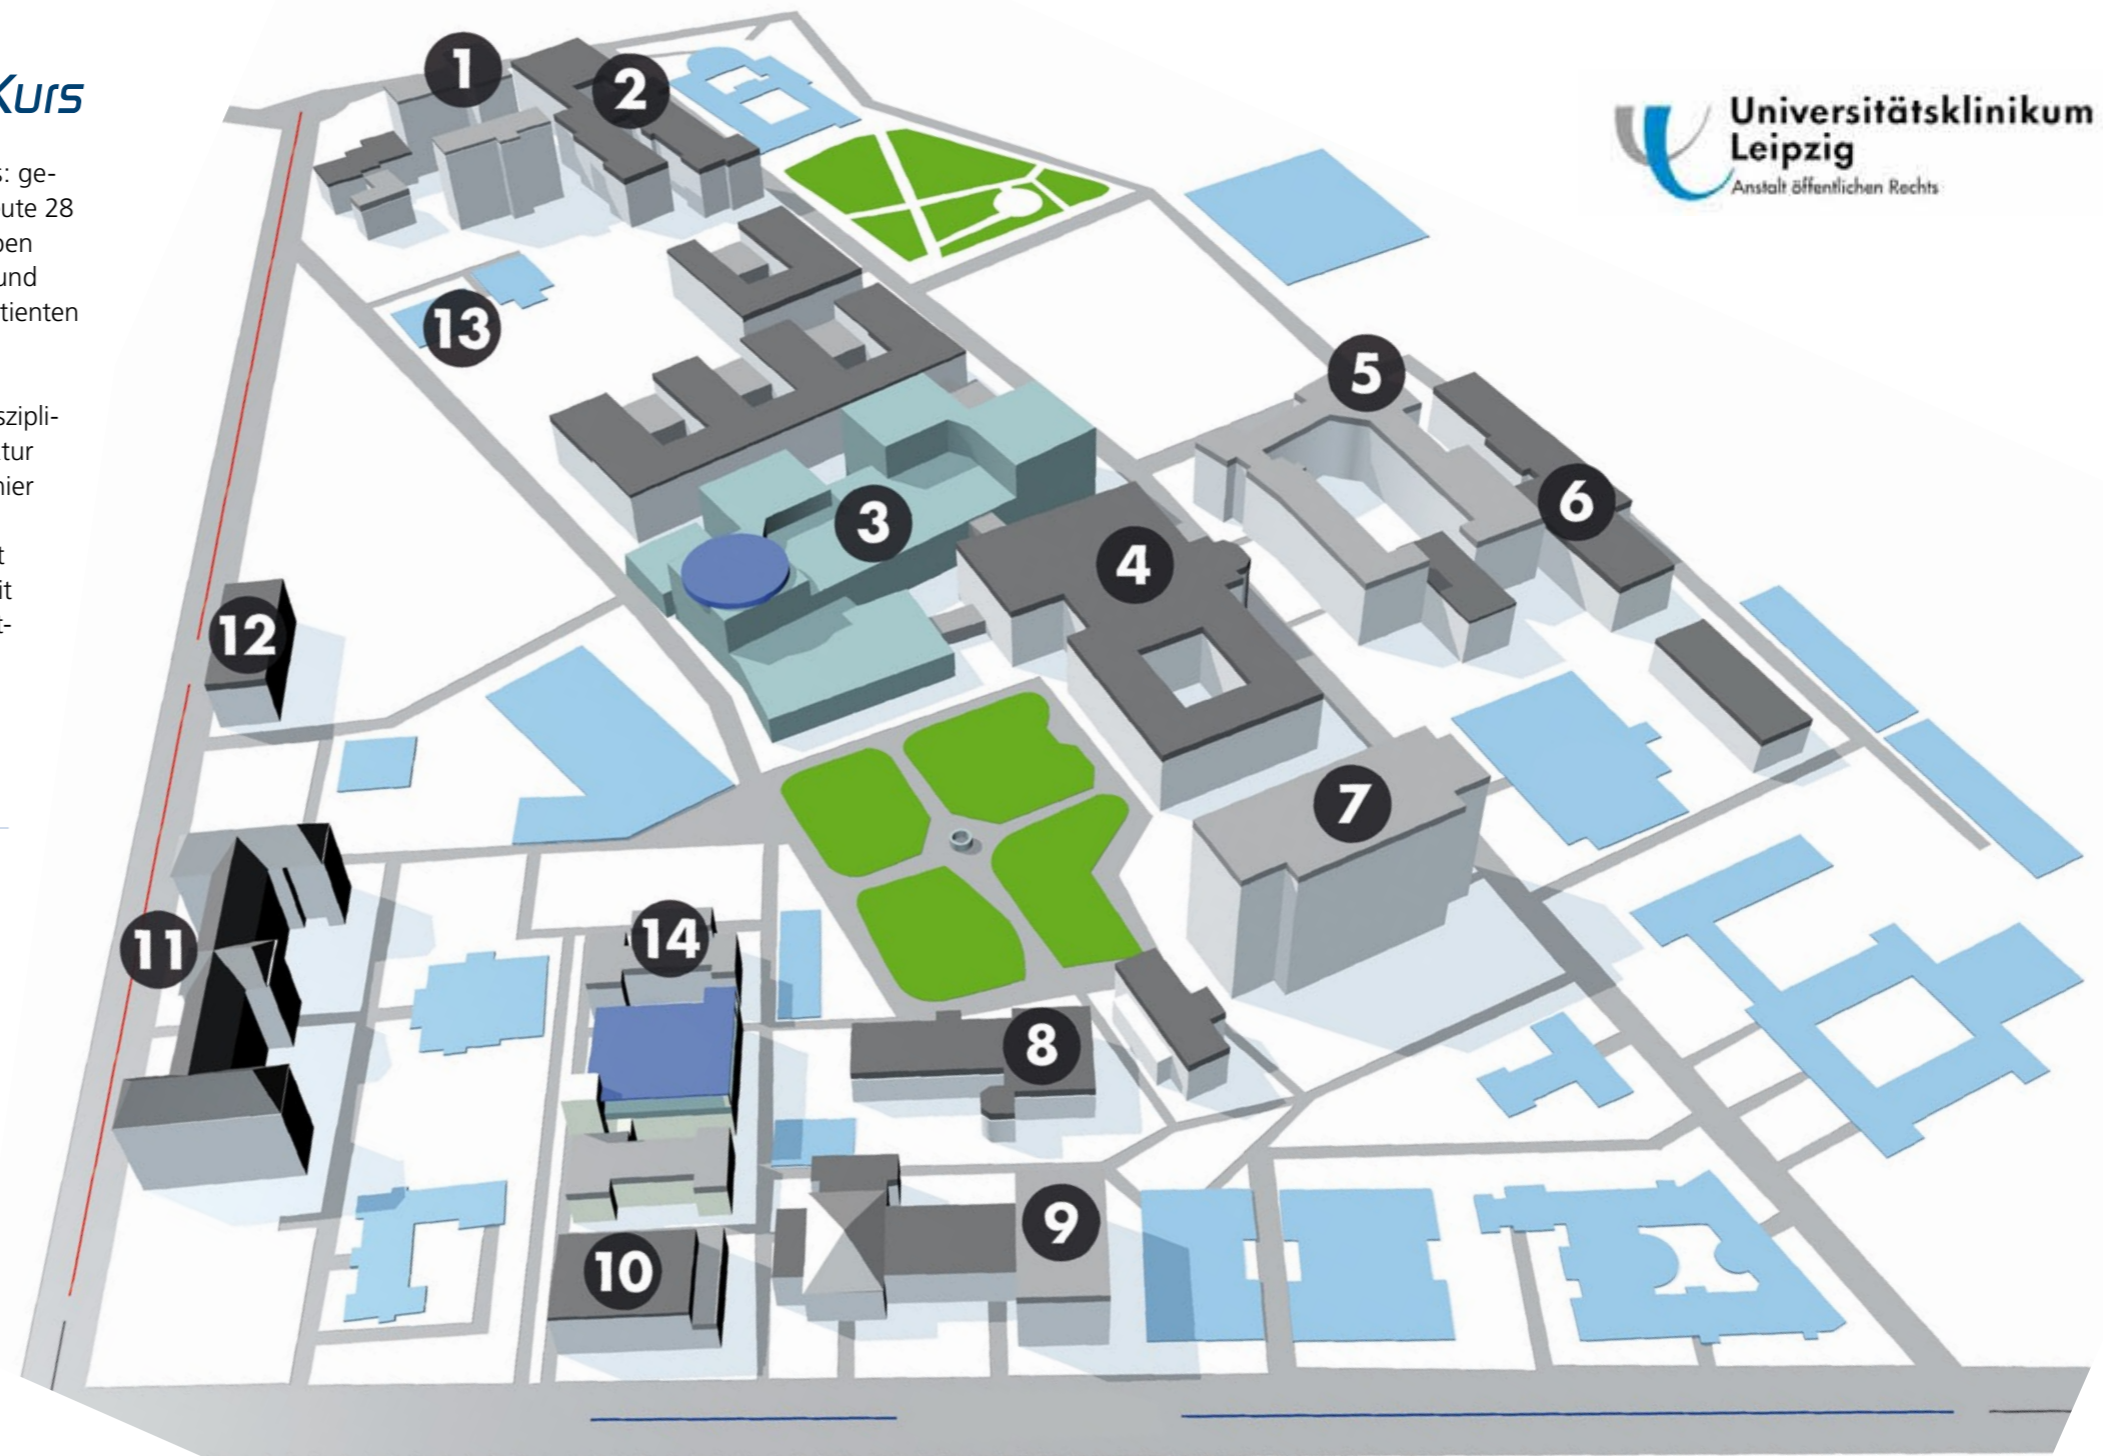 Kurs
s: ge-
ute 28
ben
und
tienten
szipli-
tur
hier
t
it
t-
Universitätsklinikum
Leipzig
Anstalt öffentlichen Rechts
1
2
13
5
6
3
4
12
7
11
14
8
9
10